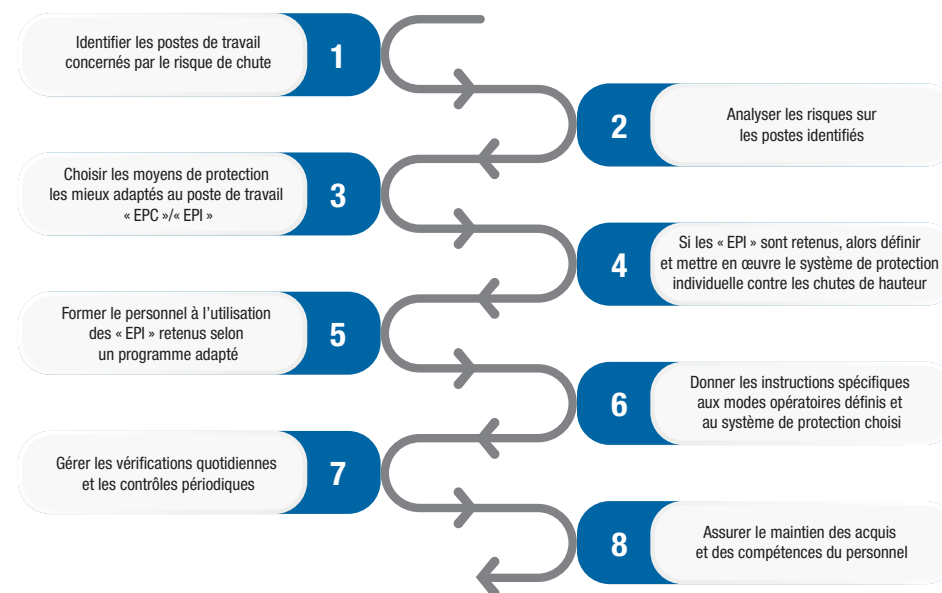 Identifier les postes de travail
concernés par le risque de chute
1
2
Analyser les risques sur
les postes identifiés
Choisir les moyens de protection
les mieux adaptés au poste de travail
« EPC »/« EPI »
3
4
Si les « EPI » sont retenus, alors définir
et mettre en œuvre le système de protection
individuelle contre les chutes de hauteur
Former le personnel à l’utilisation
des « EPI » retenus selon
un programme adapté
5
6
Donner les instructions spécifiques
aux modes opératoires définis et
au système de protection choisi
Gérer les vérifications quotidiennes
et les contrôles périodiques
7
8
Assurer le maintien des acquis
et des compétences du personnel